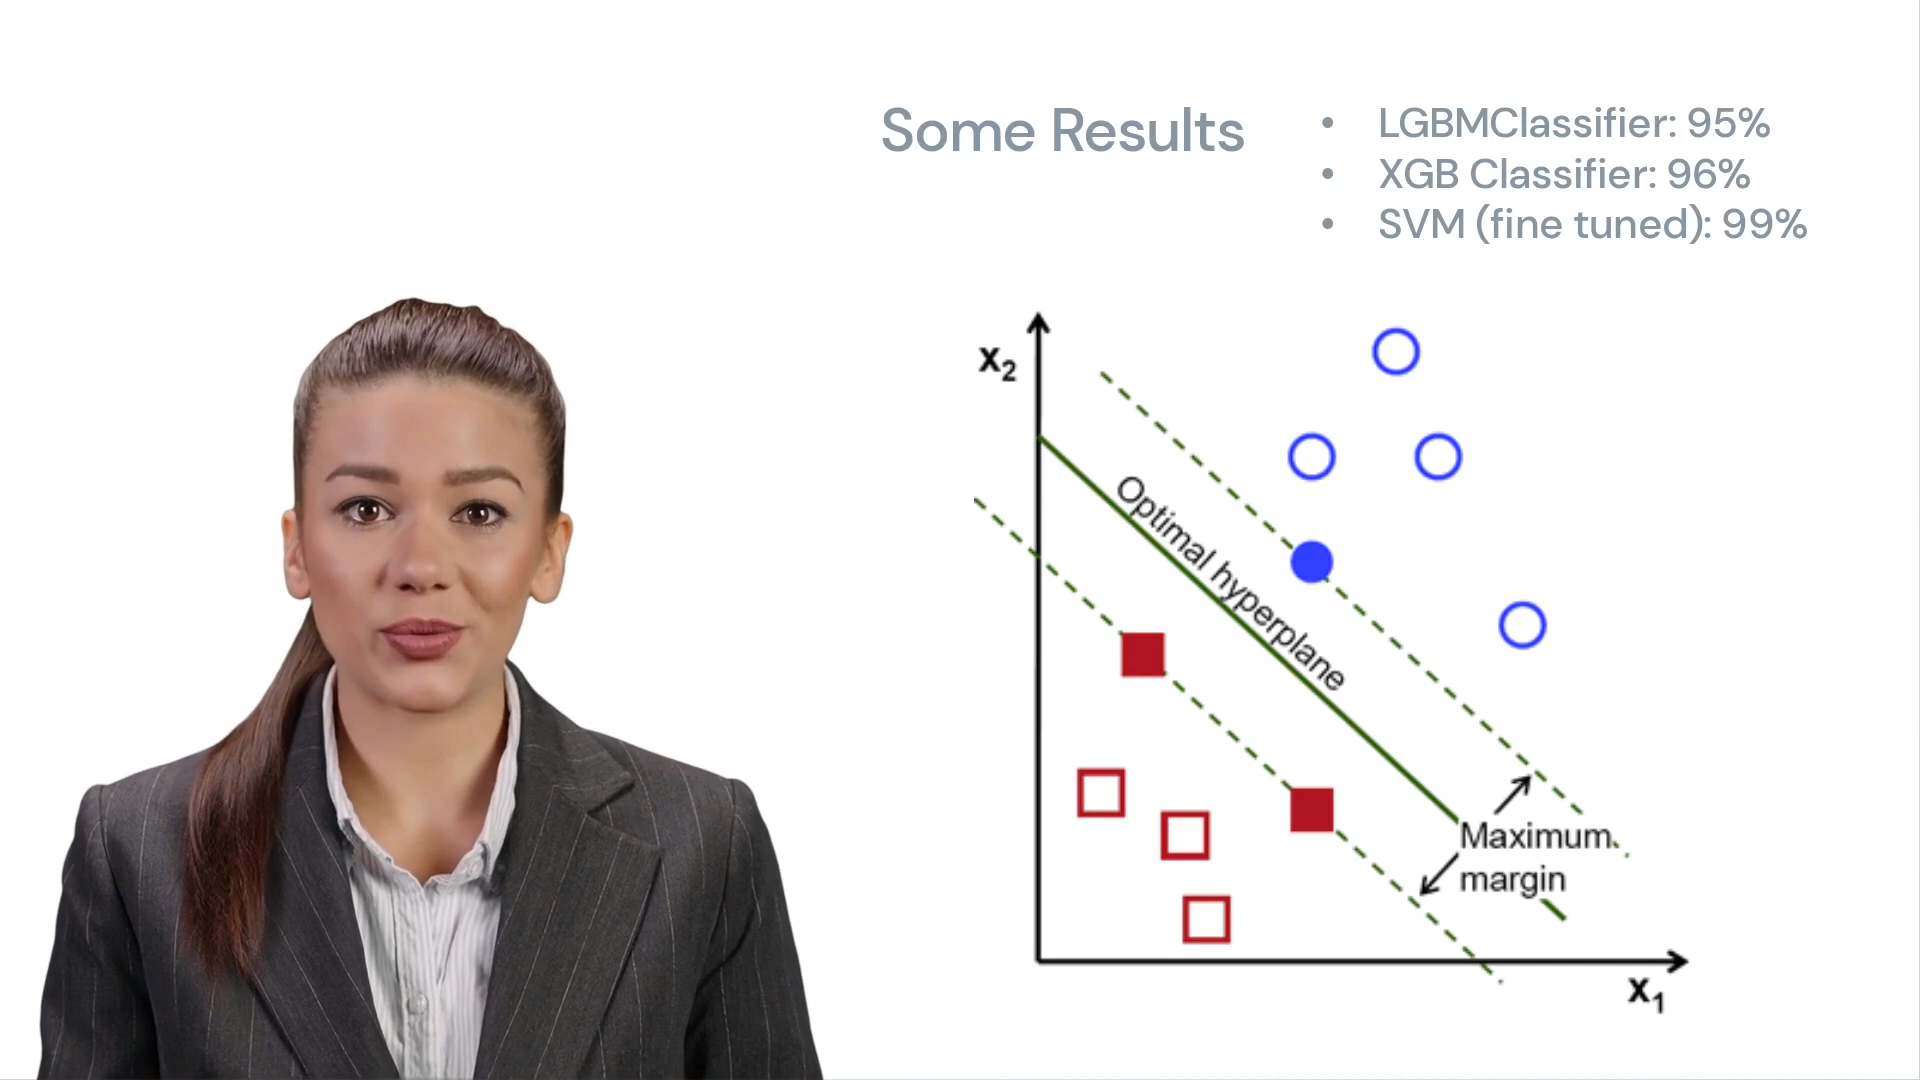 Some Results
• LGBMClassifier: 95%
• XGB Classifier: 96%
• SVM (fine tuned): 99%
x2
Optimal hyperplane
Maximum
margin
x1